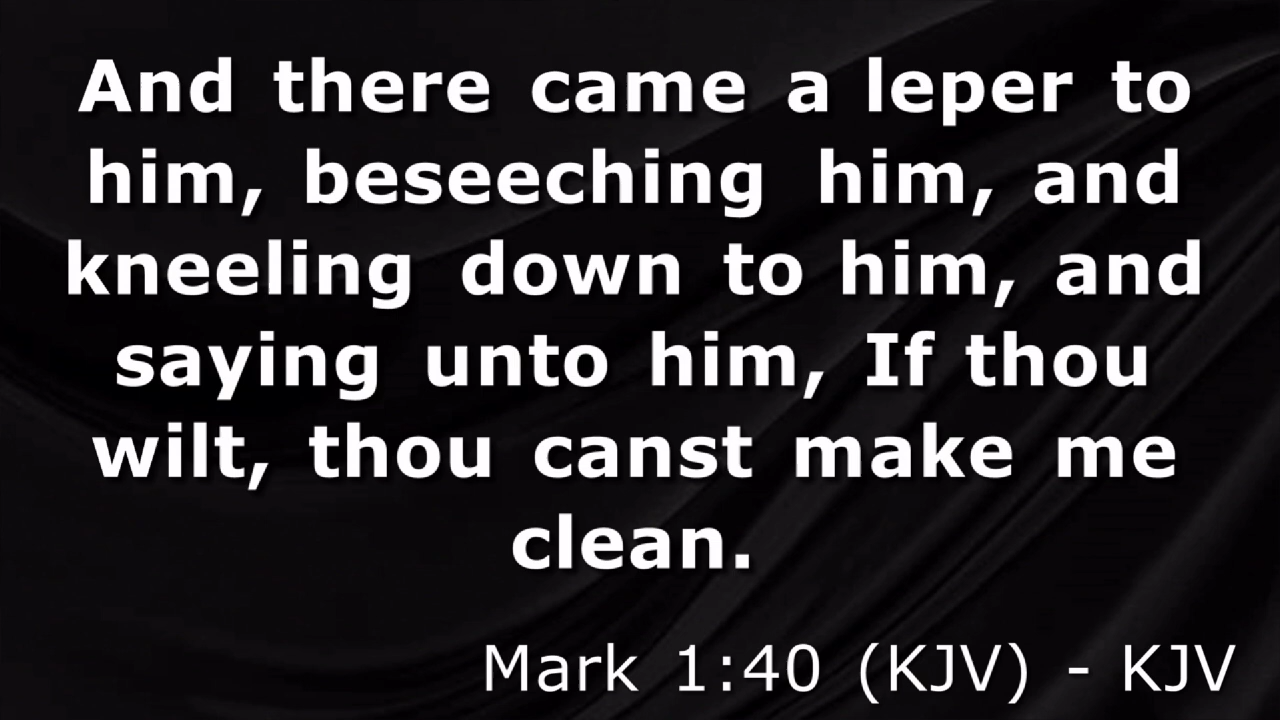 And there came a leper to
him, beseeching him, and
kneeling down to him, and
saying unto him, If thou
wilt, thou canst make me
clean.
Mark 1:40 (KJV) - KJV